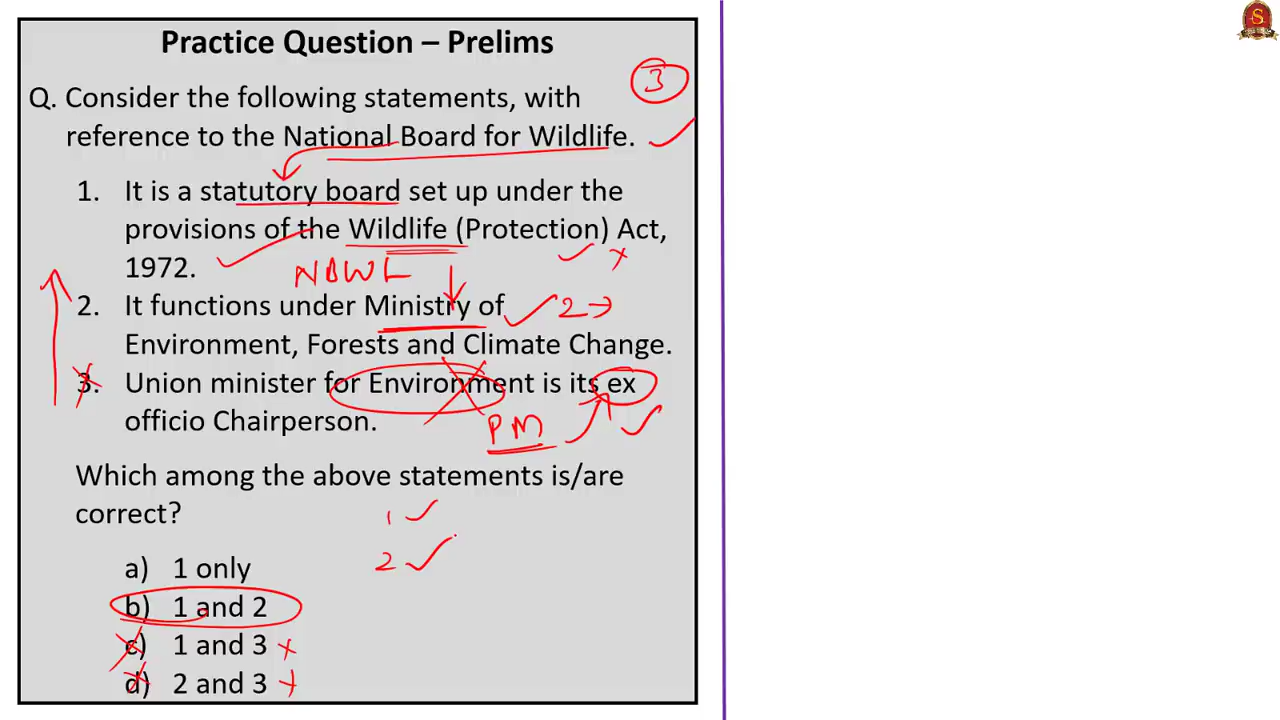 Practice Question – Prelims
3
Q. Consider the following statements, with
reference to the National Board for Wildlife.
1. It is a statutory board set up under the
provisions of the Wildlife (Protection) Act,
1972.
NBWL
2. It functions under Ministry of
2
Environment, Forests and Climate Change.
3. Union minister for Environment is its ex
officio Chairperson.
PM
Which among the above statements is/are
correct?
1
2
a) 1 only
b) 1 and 2
c) 1 and 3
d) 2 and 3
S